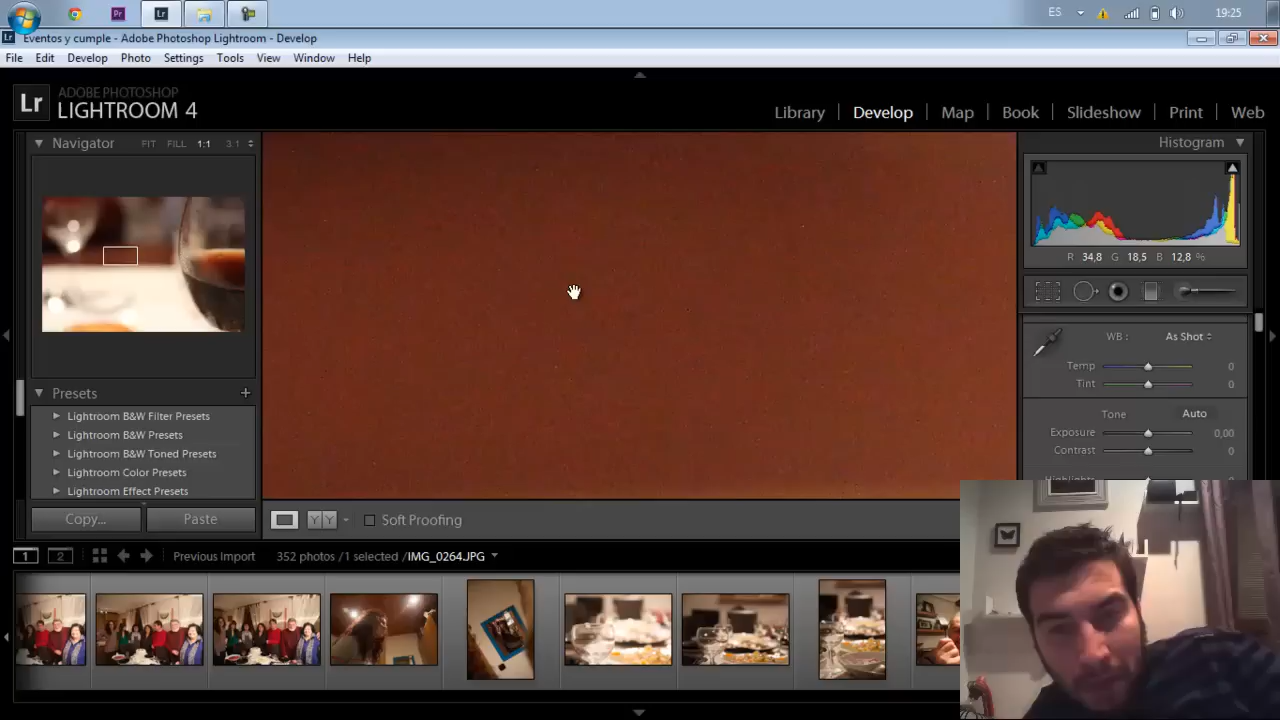 ES
19:25
Eventos y cumple - Adobe Photoshop Lightroom - Develop
File Edit Develop Photo Settings Tools View Window Help
Lr
ADOBE PHOTOSHOP
LIGHTROOM 4
Library Develop Map Book Slideshow Print Web
Navigator FIT FILL 1:1 3:1
Histogram
R 34,8 G 18,5 B 12,8 %
WB : As Shot
Temp 0
Tint 0
Presets +
Tone Auto
Lightroom B&W Filter Presets
Exposure 0,00
Lightroom B&W Presets
Contrast 0
Lightroom B&W Toned Presets
Lightroom Color Presets
Lightroom Effect Presets
Copy... Paste
YY Soft Proofing
1 2 Previous Import 352 photos /1 selected /IMG_0264.JPG